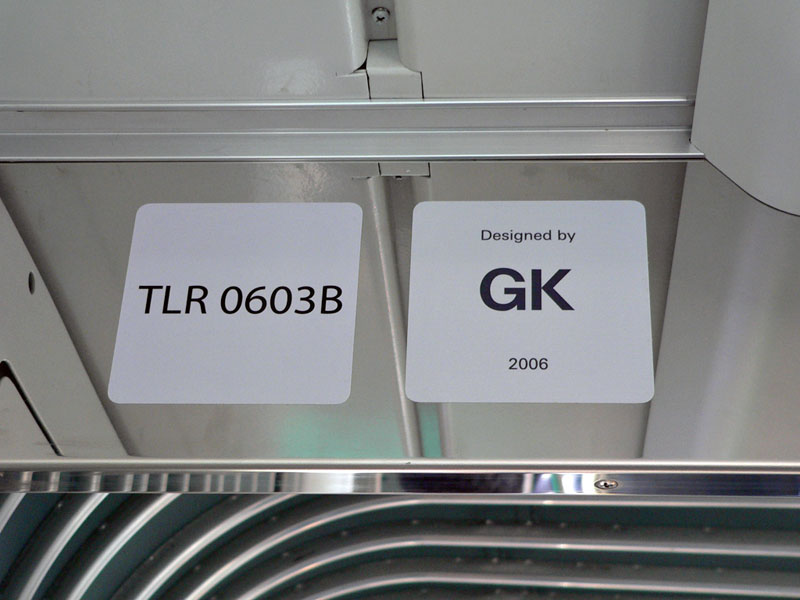 TLR 0603B
Designed by
GK
2006